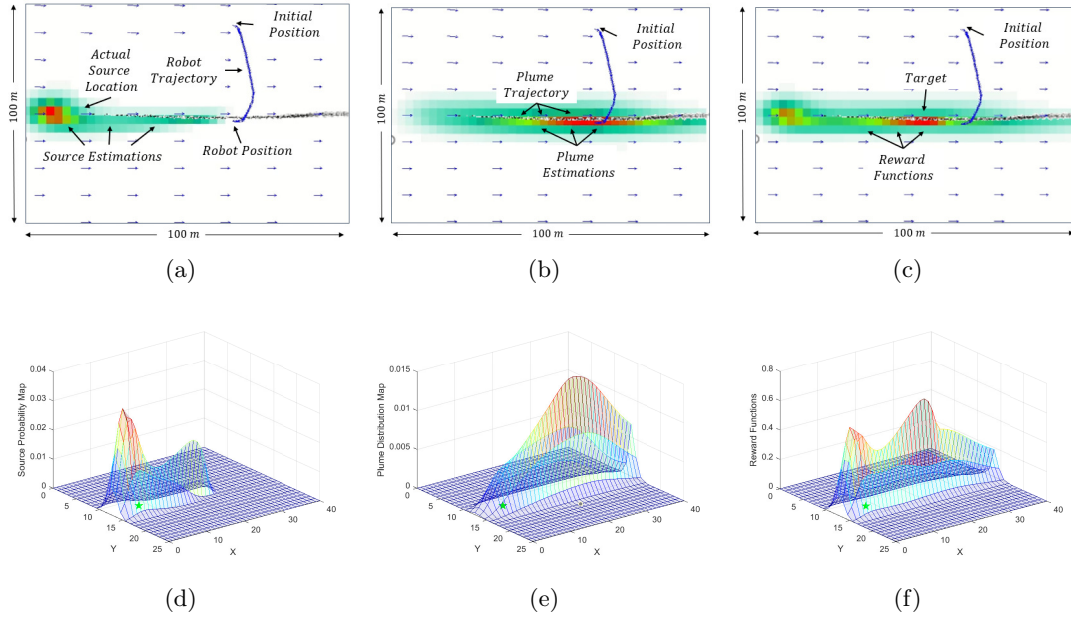 Initial
Position
Actual
Source
Location
Robot
Trajectory
Source Estimations
Robot Position
100 m
100 m
(a)
Initial
Position
Plume
Trajectory
Plume
Estimations
100 m
100 m
(b)
Initial
Position
Target
Reward
Functions
100 m
100 m
(c)
Source Probability Map
0.04
0.03
0.02
0.01
0
0
5
10
15
20
25
Y
0
10
20
30
40
X
(d)
Plume Distribution Map
0.015
0.01
0.005
0
0
5
10
15
20
25
Y
0
10
20
30
40
X
(e)
Reward Functions
0.8
0.6
0.4
0.2
0
0
5
10
15
20
25
Y
0
10
20
30
40
X
(f)